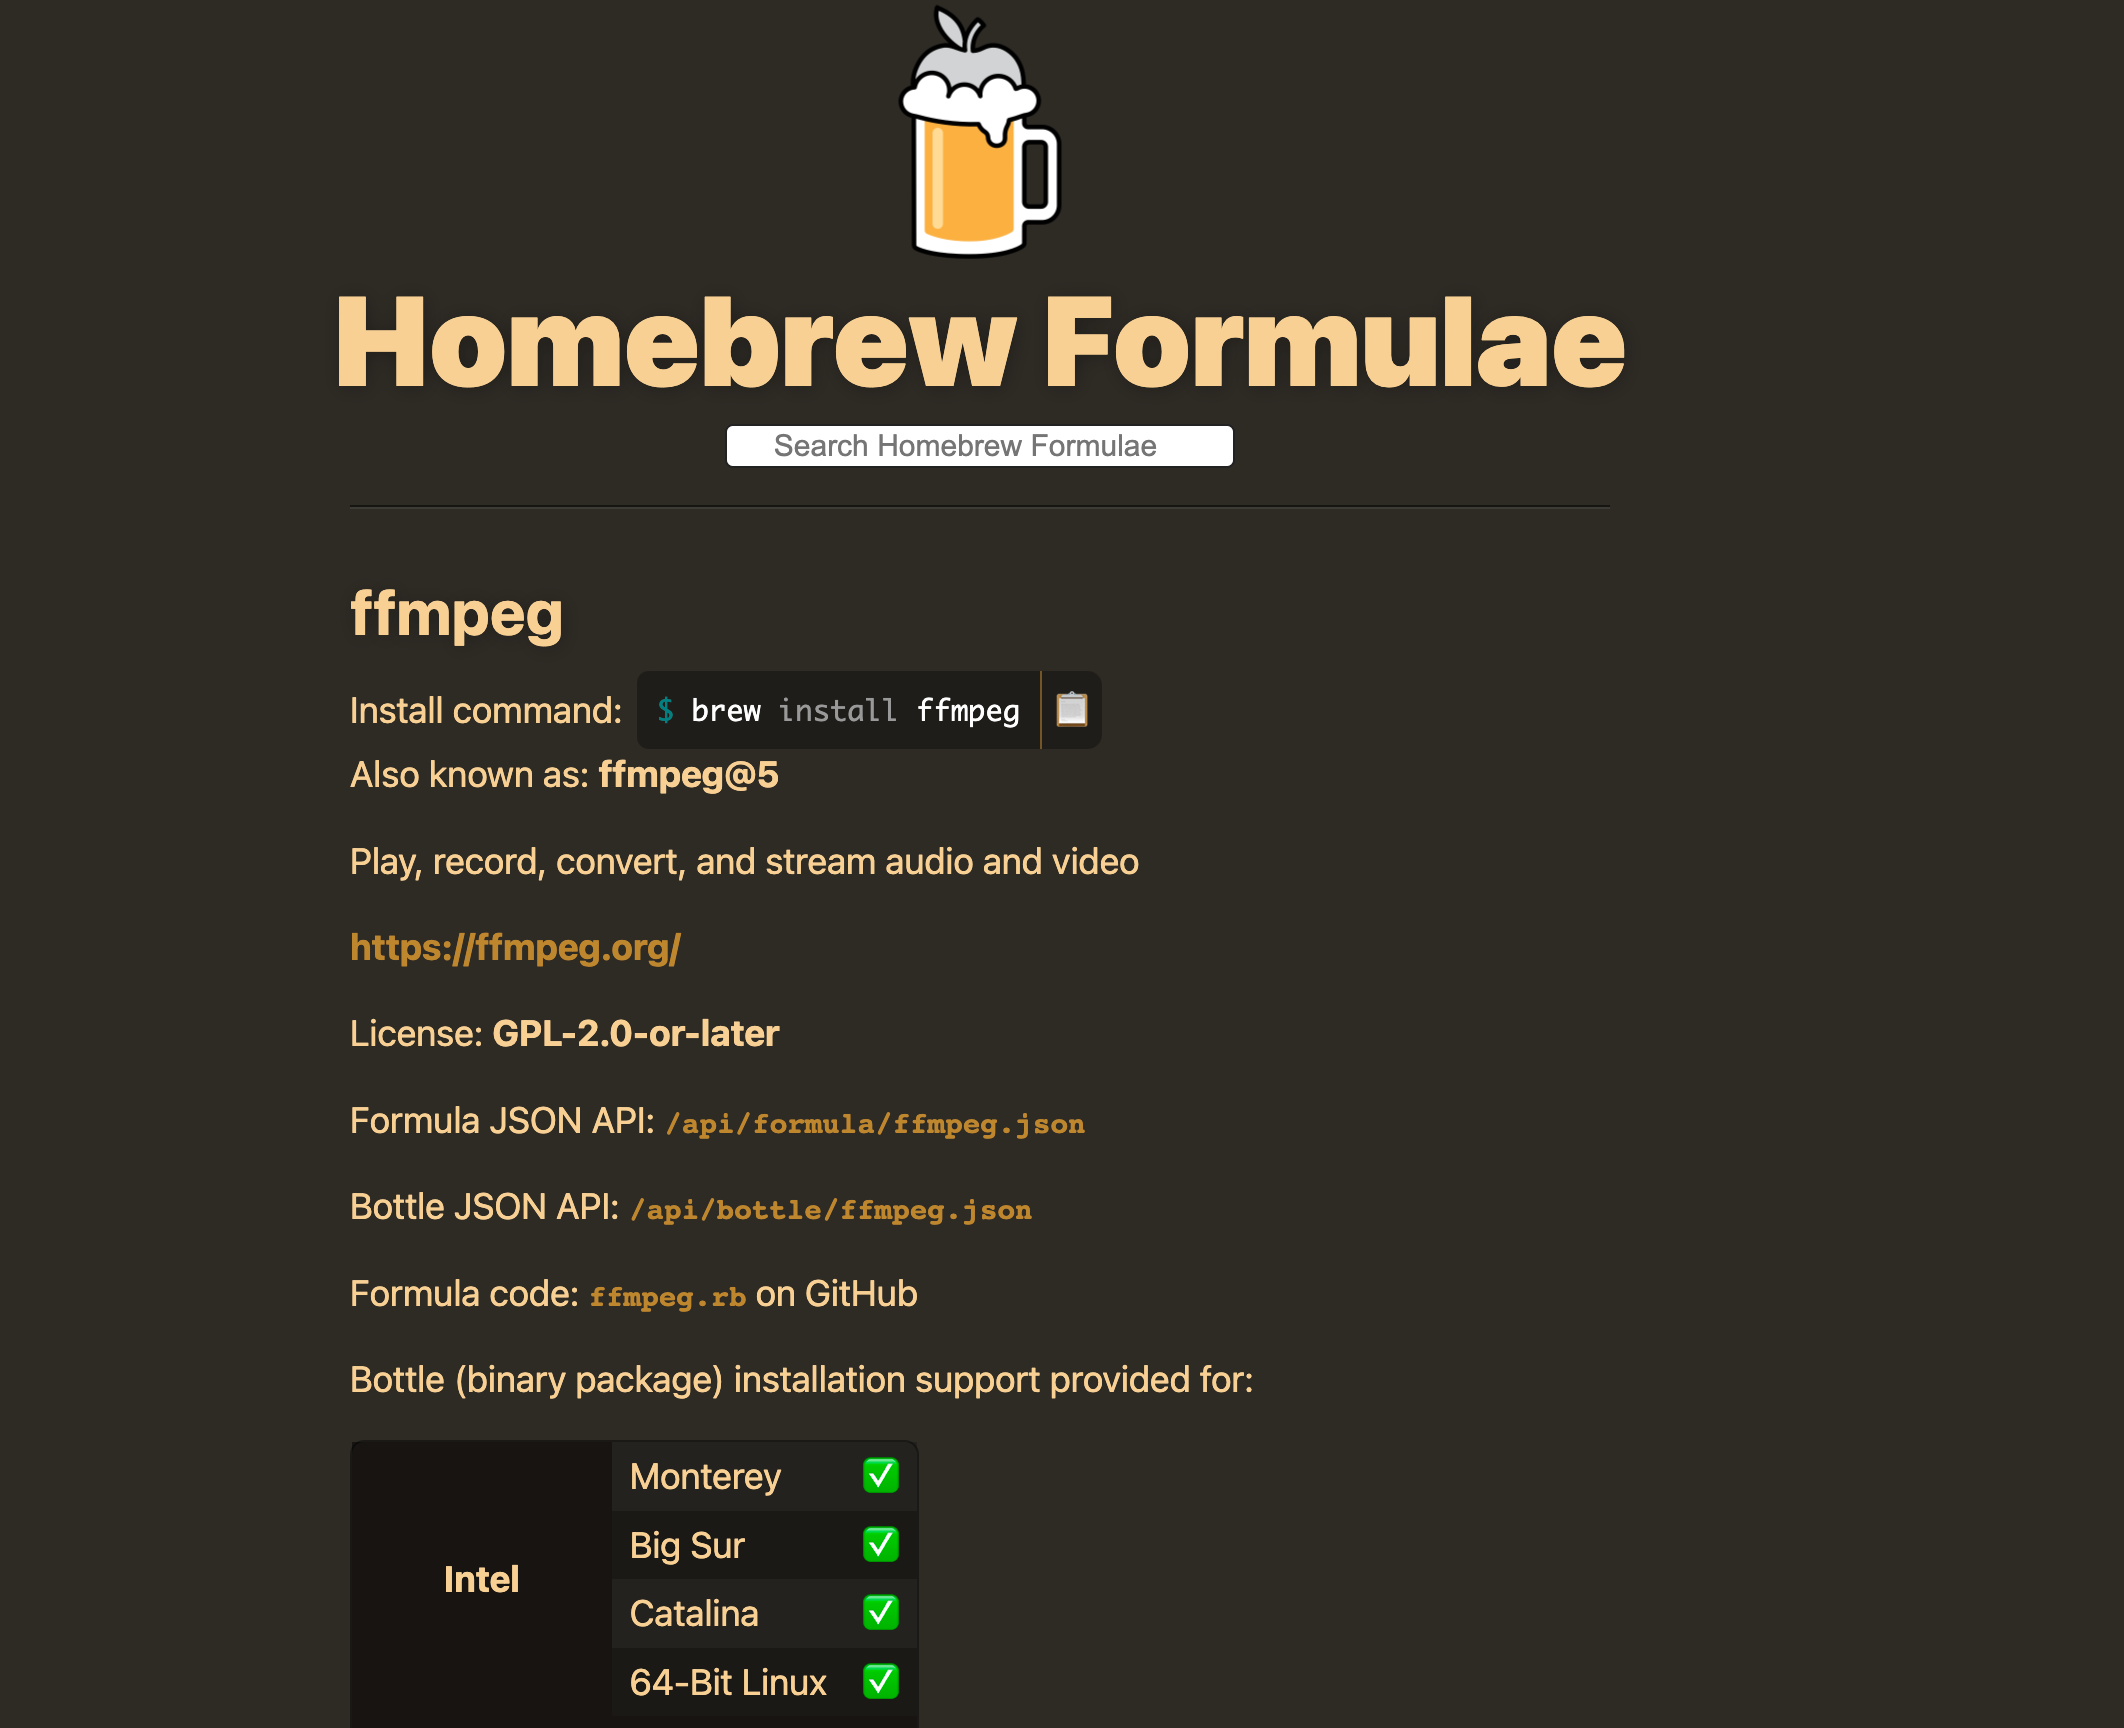 Homebrew Formulae
Search Homebrew Formulae
ffmpeg
Install command: $ brew install ffmpeg
Also known as: ffmpeg@5
Play, record, convert, and stream audio and video
https://ffmpeg.org/
License: GPL-2.0-or-later
Formula JSON API: /api/formula/ffmpeg.json
Bottle JSON API: /api/bottle/ffmpeg.json
Formula code: ffmpeg.rb on GitHub
Bottle (binary package) installation support provided for:
Intel
Monterey ✅
Big Sur ✅
Catalina ✅
64-Bit Linux ✅